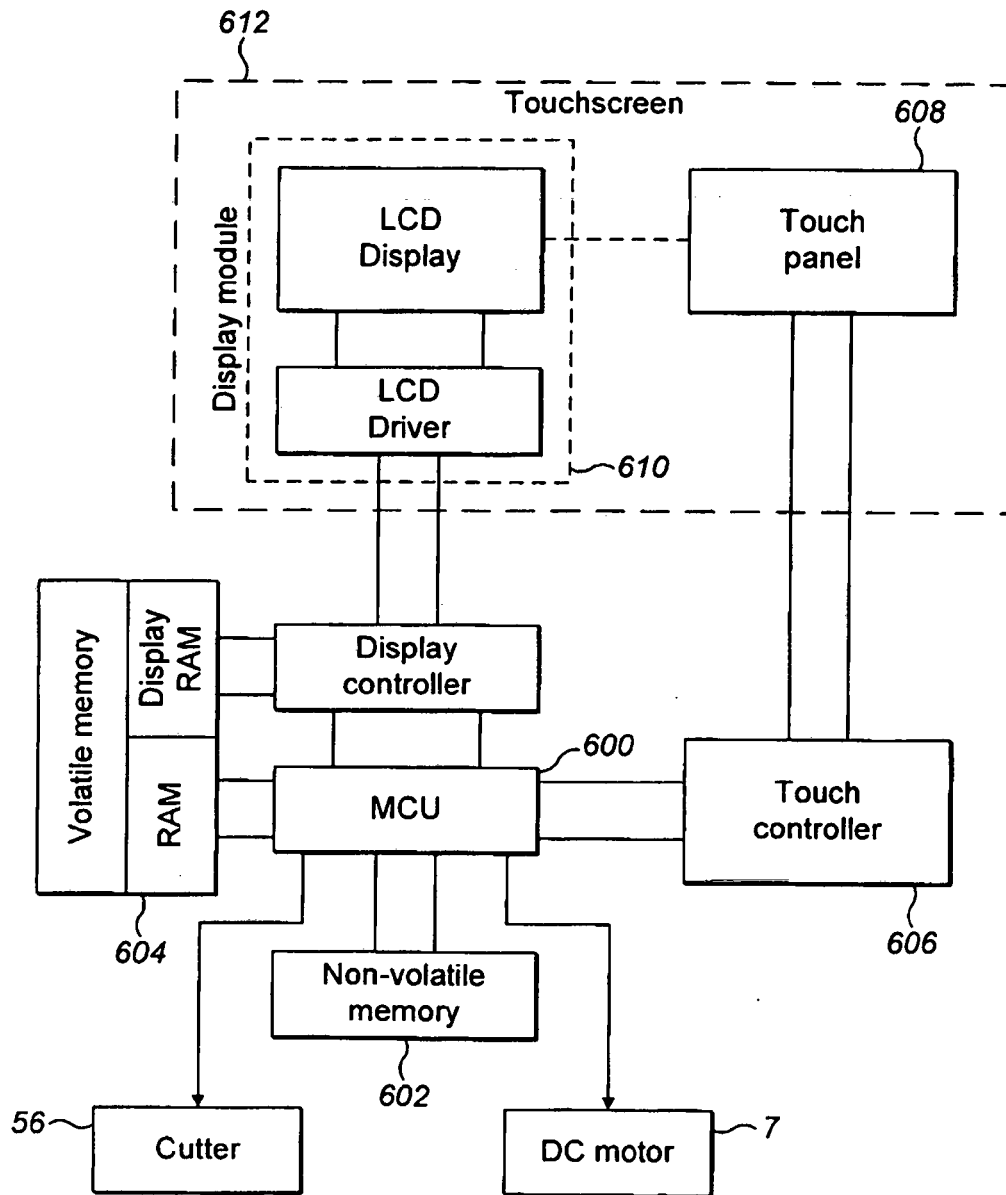 612
Touchscreen
608
Display module
LCD
Display
Touch
panel
LCD
Driver
610
Volatile memory
Display
RAM
Display
controller
600
RAM
MCU
Touch
controller
604
606
Non-volatile
memory
602
56
Cutter
DC motor
7